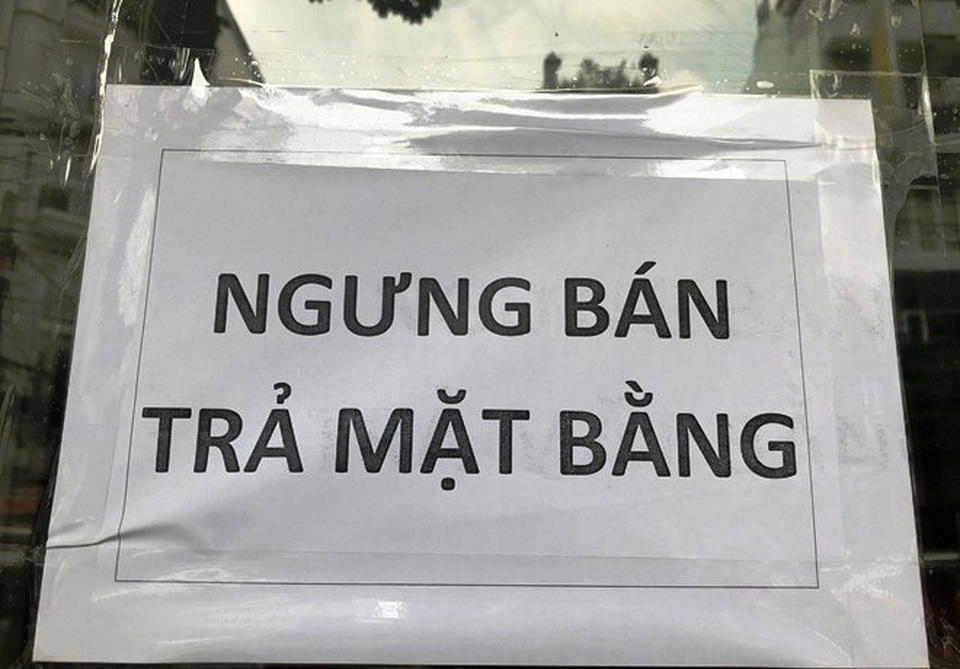 NGƯNG BÁN
TRẢ MẶT BẰNG